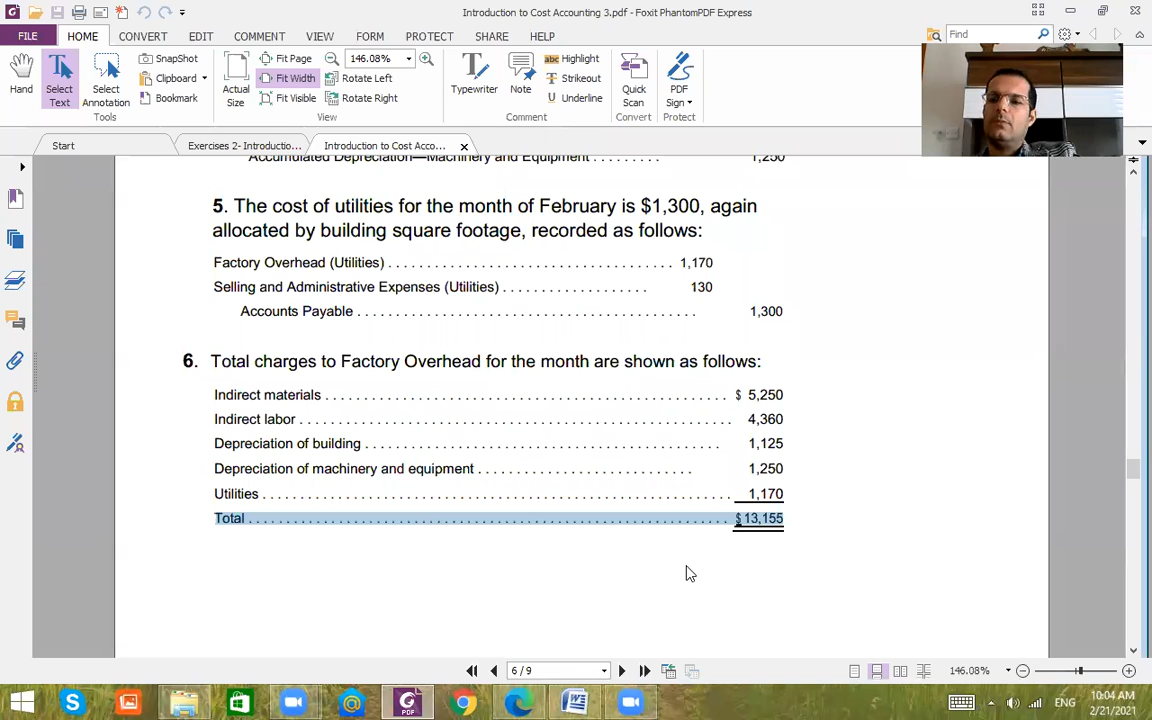 Introduction to Cost Accounting 3.pdf - Foxit PhantomPDF Express
FILE HOME CONVERT EDIT COMMENT VIEW FORM PROTECT SHARE HELP
Find
Hand
Select Text
Select Annotation
SnapShot
Clipboard
Bookmark
Tools
Actual Size
Fit Page
Fit Width
Fit Visible
146.08%
Rotate Left
Rotate Right
View
Typewriter
Note
Highlight
Strikeout
Underline
Comment
Quick Scan
Convert
PDF Sign
Protect
Start
Exercises 2- Introductio...
Introduction to Cost Acco...
Accumulated Depreciation—Machinery and Equipment . . . . . . . . . 1,250
5. The cost of utilities for the month of February is $1,300, again
allocated by building square footage, recorded as follows:
Factory Overhead (Utilities) . . . . . . . . . . . . . . . . . . . . . . . . . . . . . . . . . . . . . 1,170
Selling and Administrative Expenses (Utilities) . . . . . . . . . . . . . . . . . . . 130
Accounts Payable . . . . . . . . . . . . . . . . . . . . . . . . . . . . . . . . . . . . . . . . . . . . 1,300
6. Total charges to Factory Overhead for the month are shown as follows:
Indirect materials . . . . . . . . . . . . . . . . . . . . . . . . . . . . . . . . . . . . . . . . . . . . . . . . . . . . $ 5,250
Indirect labor . . . . . . . . . . . . . . . . . . . . . . . . . . . . . . . . . . . . . . . . . . . . . . . . . . . . . . . . 4,360
Depreciation of building . . . . . . . . . . . . . . . . . . . . . . . . . . . . . . . . . . . . . . . . . . . . . . 1,125
Depreciation of machinery and equipment . . . . . . . . . . . . . . . . . . . . . . . . . . . 1,250
Utilities . . . . . . . . . . . . . . . . . . . . . . . . . . . . . . . . . . . . . . . . . . . . . . . . . . . . . . . . . . . . 1,170
Total . . . . . . . . . . . . . . . . . . . . . . . . . . . . . . . . . . . . . . . . . . . . . . . . . . . . . . . . . . . . . . $ 13,155
6 / 9
146.08%
ENG
10:04 AM
2/21/2021